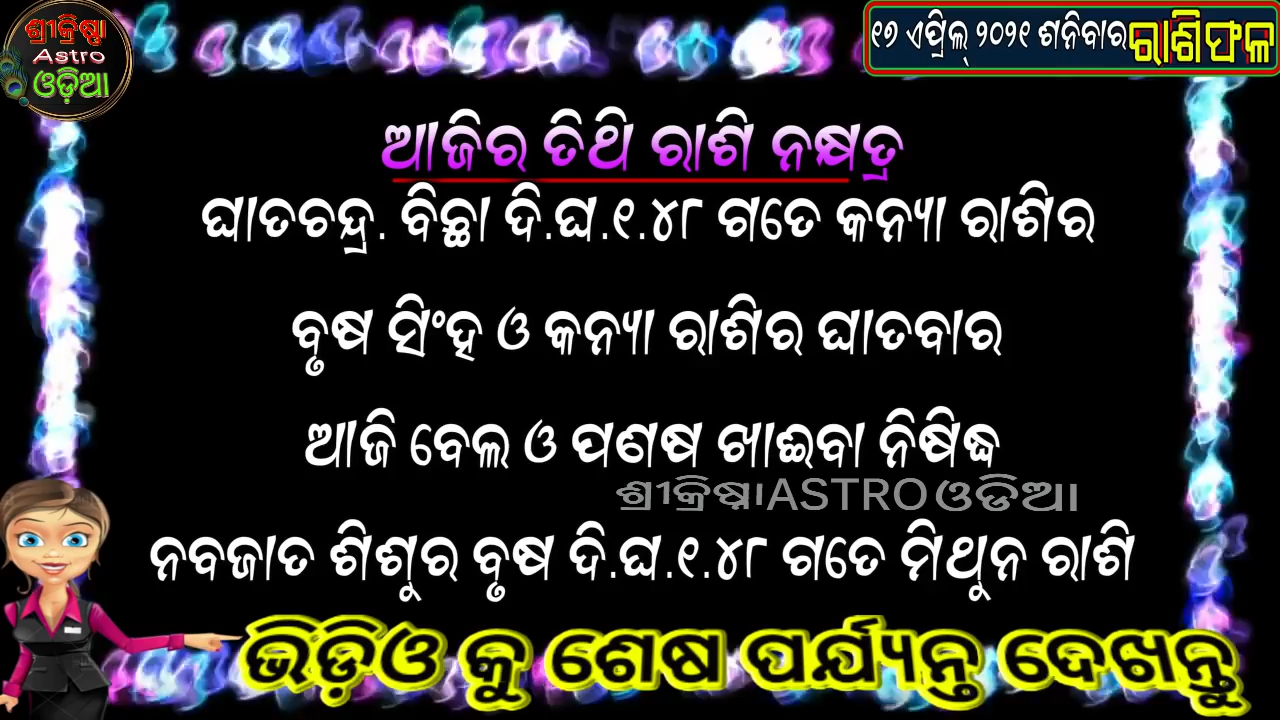 ଶ୍ରୀକ୍ରିଷ୍ନା
Astro
ଓଡ଼ିଆ
୧୭ ଏପ୍ରିଲ୍ ୨୦୨୧ ଶନିବାର ରାଶିଫଳ
ଆଜିର ତିଥି ରାଶି ନକ୍ଷତ୍ର
ଘାତଚନ୍ଦ୍ର. ବିଛା ଦି.ଘ.୧.୪୮ ଗତେ କନ୍ୟା ରାଶିର
ବୃଷ ସିଂହ ଓ କନ୍ୟା ରାଶିର ଘାତବାର
ଆଜି ବେଲ ଓ ପଣଷ ଖାଇବା ନିଷିଦ୍ଧ
ଶ୍ରୀକ୍ରିଷ୍ନା ASTRO ଓଡିଆ
ନବଜାତ ଶିଶୁର ବୃଷ ଦି.ଘ.୧.୪୮ ଗତେ ମିଥୁନ ରାଶି
ଭିଡ଼ିଓ କୁ ଶେଷ ପର୍ଯ୍ୟନ୍ତ ଦେଖନ୍ତୁ